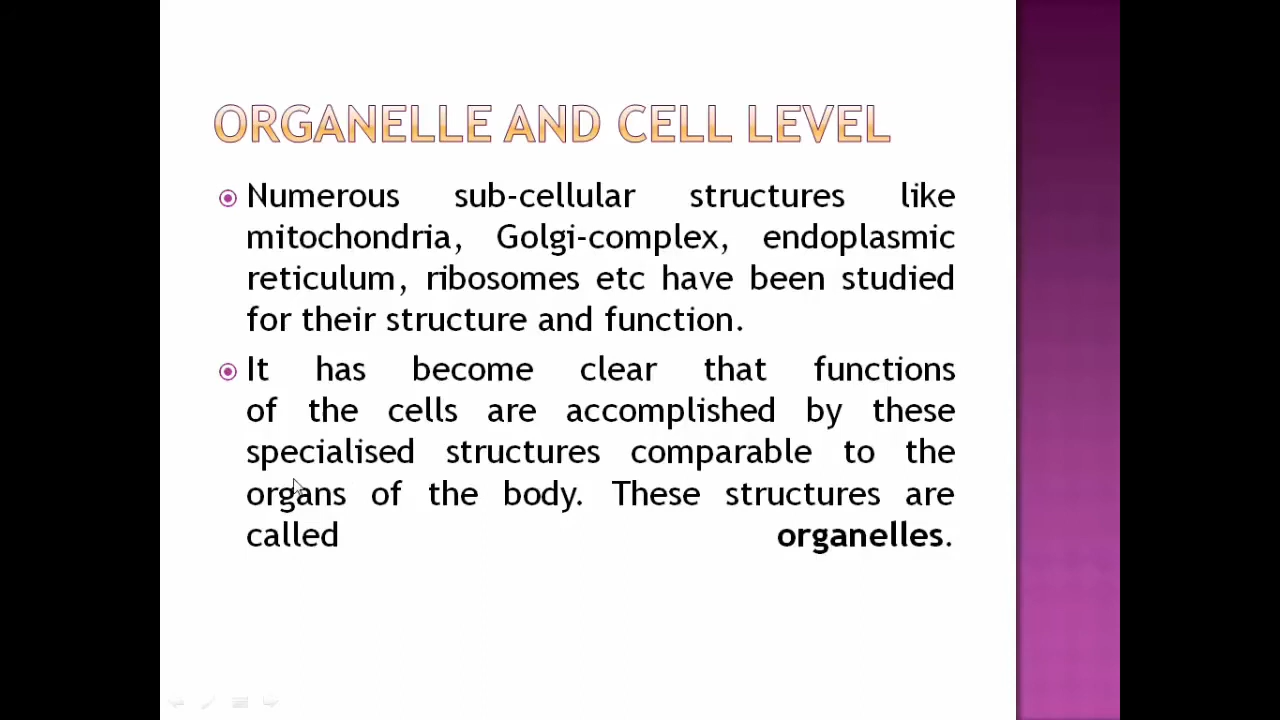 ORGANELLE AND CELL LEVEL
Numerous sub-cellular structures like
mitochondria, Golgi-complex, endoplasmic
reticulum, ribosomes etc have been studied
for their structure and function.
It has become clear that functions
of the cells are accomplished by these
specialised structures comparable to the
organs of the body. These structures are
called organelles.